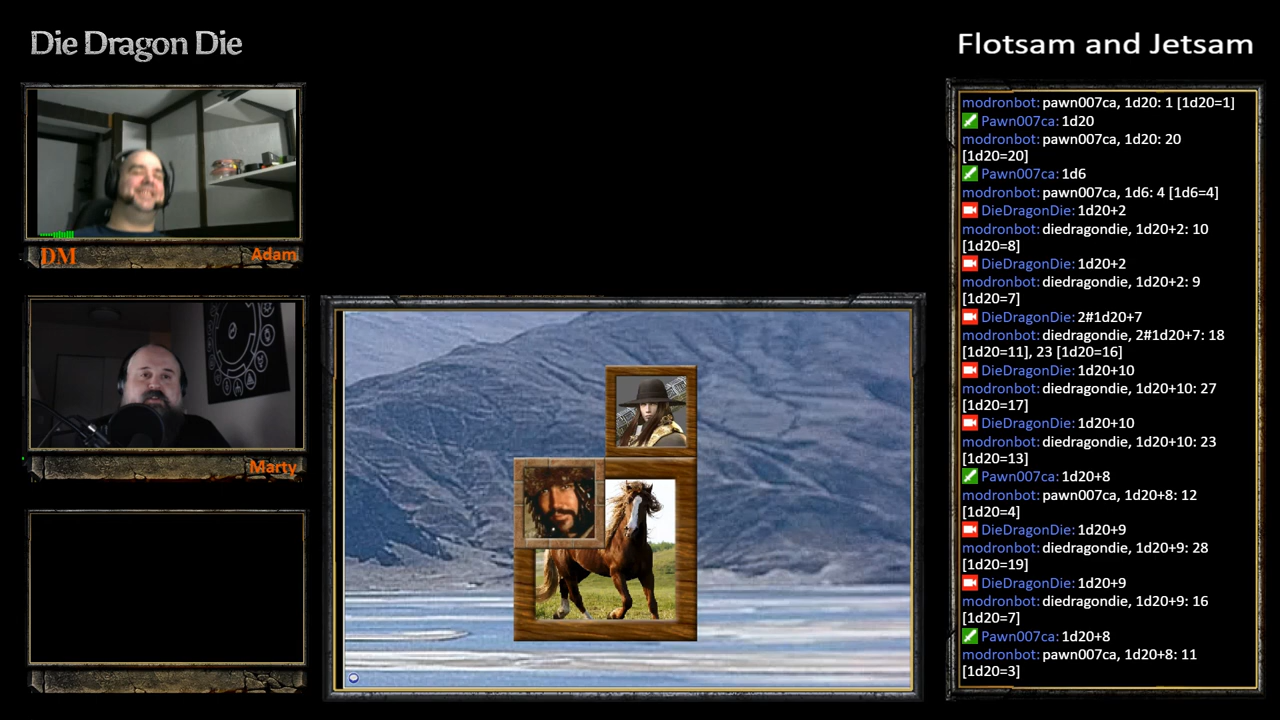 Die Dragon Die
Flotsam and Jetsam
DM
Adam
Marty
modronbot: pawn007ca, 1d20: 1 [1d20=1]
Pawn007ca: 1d20
modronbot: pawn007ca, 1d20: 20
[1d20=20]
Pawn007ca: 1d6
modronbot: pawn007ca, 1d6: 4 [1d6=4]
DieDragonDie: 1d20+2
modronbot: diedragondie, 1d20+2: 10
[1d20=8]
DieDragonDie: 1d20+2
modronbot: diedragondie, 1d20+2: 9
[1d20=7]
DieDragonDie: 2#1d20+7
modronbot: diedragondie, 2#1d20+7: 18
[1d20=11], 23 [1d20=16]
DieDragonDie: 1d20+10
modronbot: diedragondie, 1d20+10: 27
[1d20=17]
DieDragonDie: 1d20+10
modronbot: diedragondie, 1d20+10: 23
[1d20=13]
Pawn007ca: 1d20+8
modronbot: pawn007ca, 1d20+8: 12
[1d20=4]
DieDragonDie: 1d20+9
modronbot: diedragondie, 1d20+9: 28
[1d20=19]
DieDragonDie: 1d20+9
modronbot: diedragondie, 1d20+9: 16
[1d20=7]
Pawn007ca: 1d20+8
modronbot: pawn007ca, 1d20+8: 11
[1d20=3]